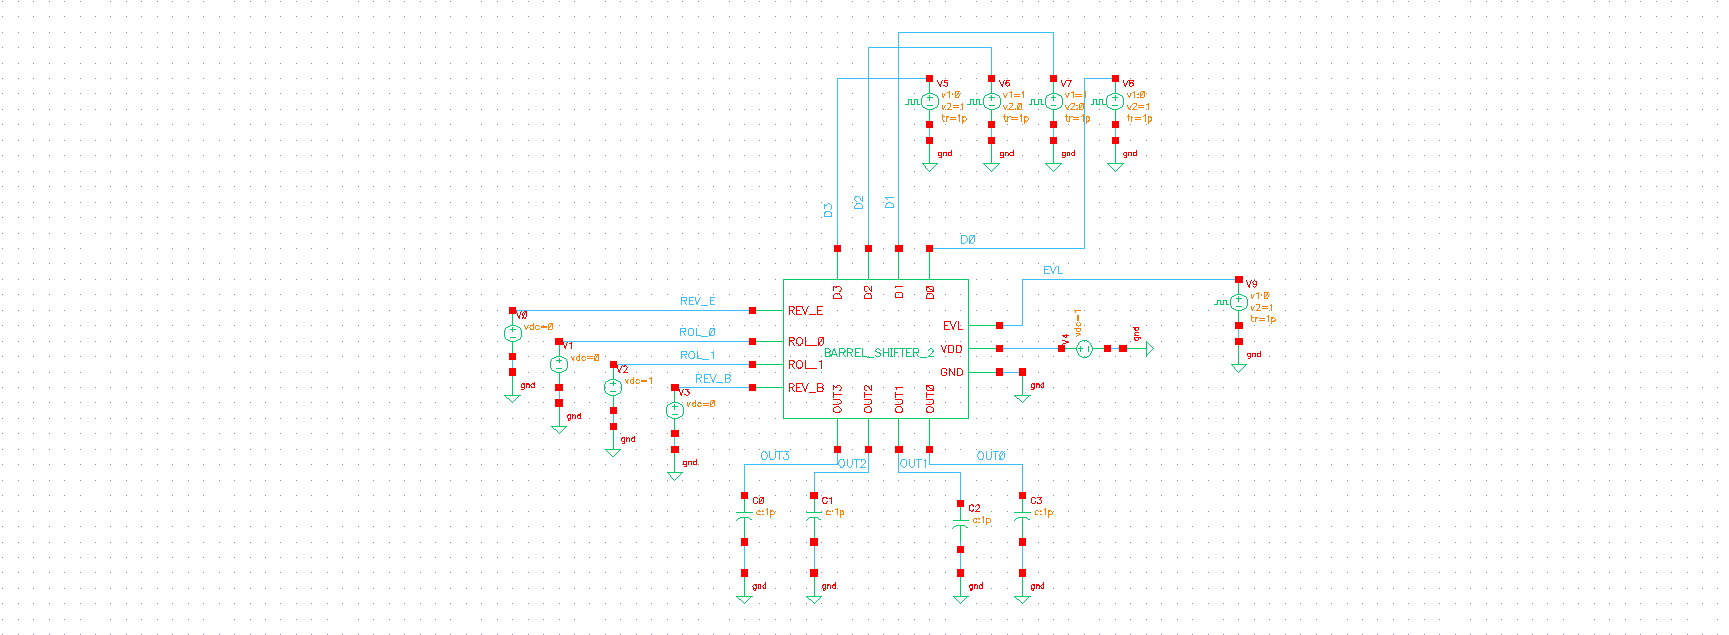 V5
v1:0
v2=1
tr=1p
gnd
V6
v1=1
v2:0
tr=1p
gnd
V7
v1=1
v2:0
tr=1p
gnd
V8
v1:0
v2=1
tr=1p
gnd
D3
D2
D1
D0
EVL
V9
v1:0
v2=1
tr=1p
gnd
REV_E
V0
vdc=0
gnd
ROL_0
V1
vdc=0
gnd
ROL_1
V2
vdc=1
gnd
REV_B
V3
vdc=0
gnd
D3
D2
D1
D0
REV_E
ROL_0
ROL_1
REV_B
BARREL_SHIFTER_2
EVL
VDD
GND
OUT3
OUT2
OUT1
OUT0
V4
vdc=1
gnd
gnd
OUT3
OUT2
OUT1
OUT0
C0
c:1p
gnd
C1
c:1p
gnd
C2
c:1p
gnd
C3
c:1p
gnd